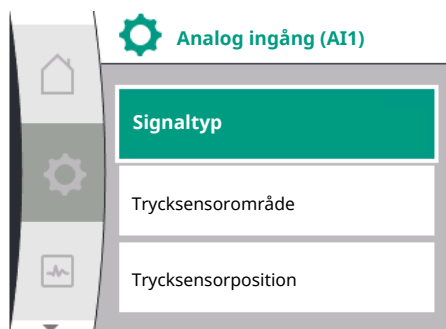 Analog ingång (AI1)
Signaltyp
Trycksensorområde
Trycksensorposition